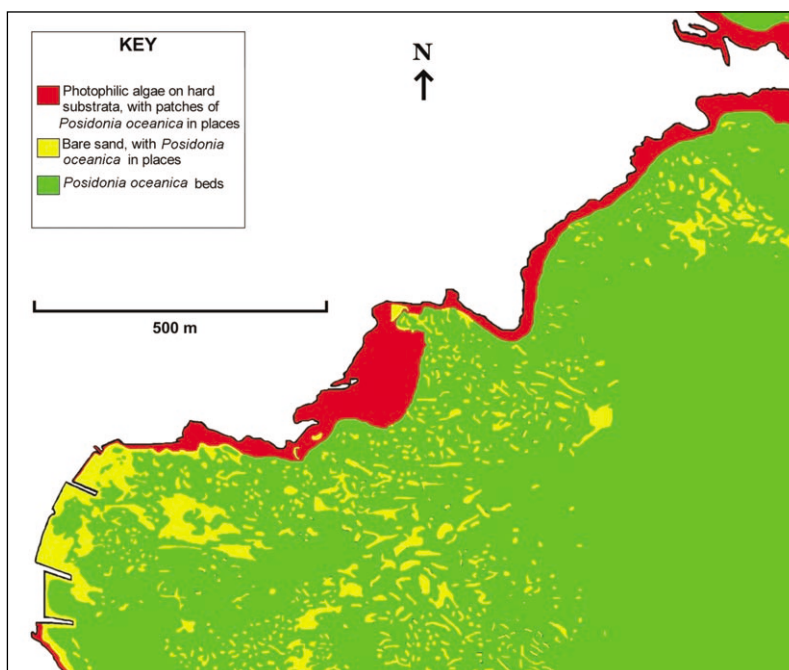 KEY
Photophilic algae on hard
substrata, with patches of
Posidonia oceanica in places
Bare sand, with Posidonia
oceanica in places
Posidonia oceanica beds
N
500 m